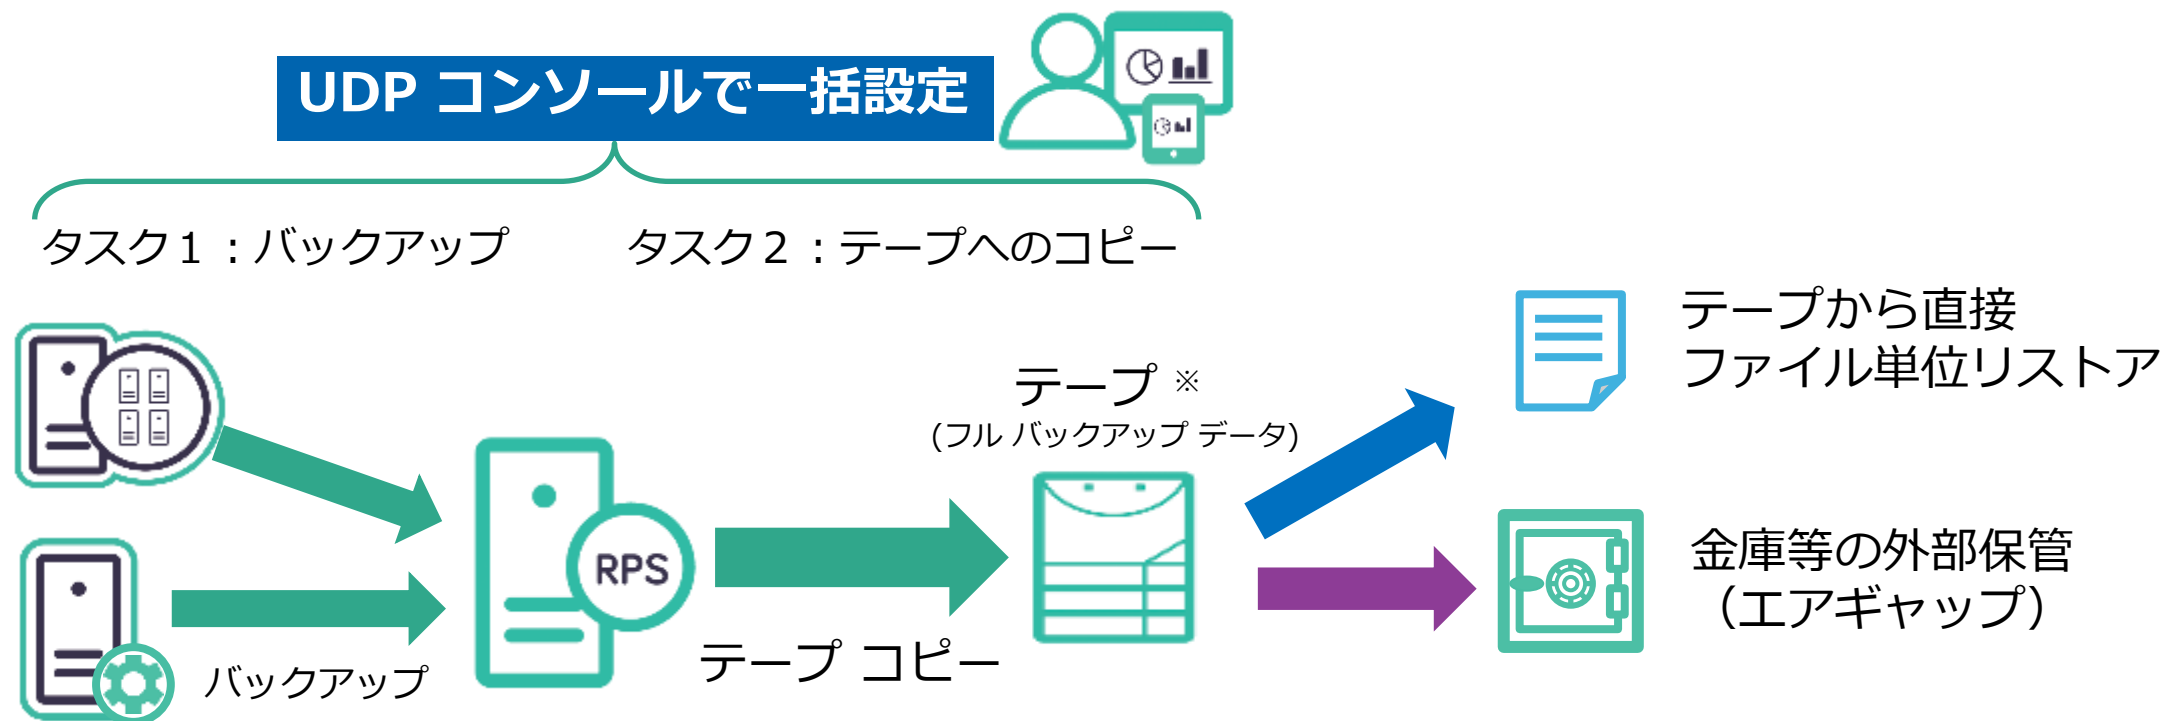 UDP コンソールで一括設定
タスク１：バックアップ
タスク２：テープへのコピー
テープから直接
ファイル単位リストア
テープ ※
(フル バックアップ データ)
RPS
金庫等の外部保管
（エアギャップ）
テープ コピー
バックアップ